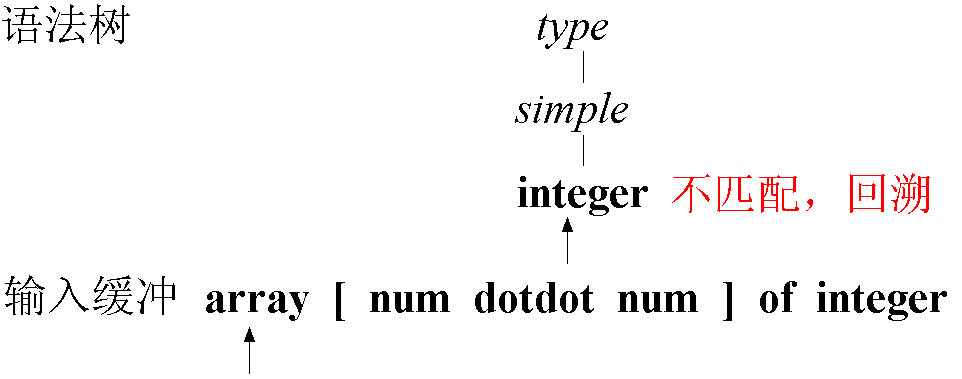 语法树 type
simple
integer 不匹配，回溯
输入缓冲 array [ num dotdot num ] of integer